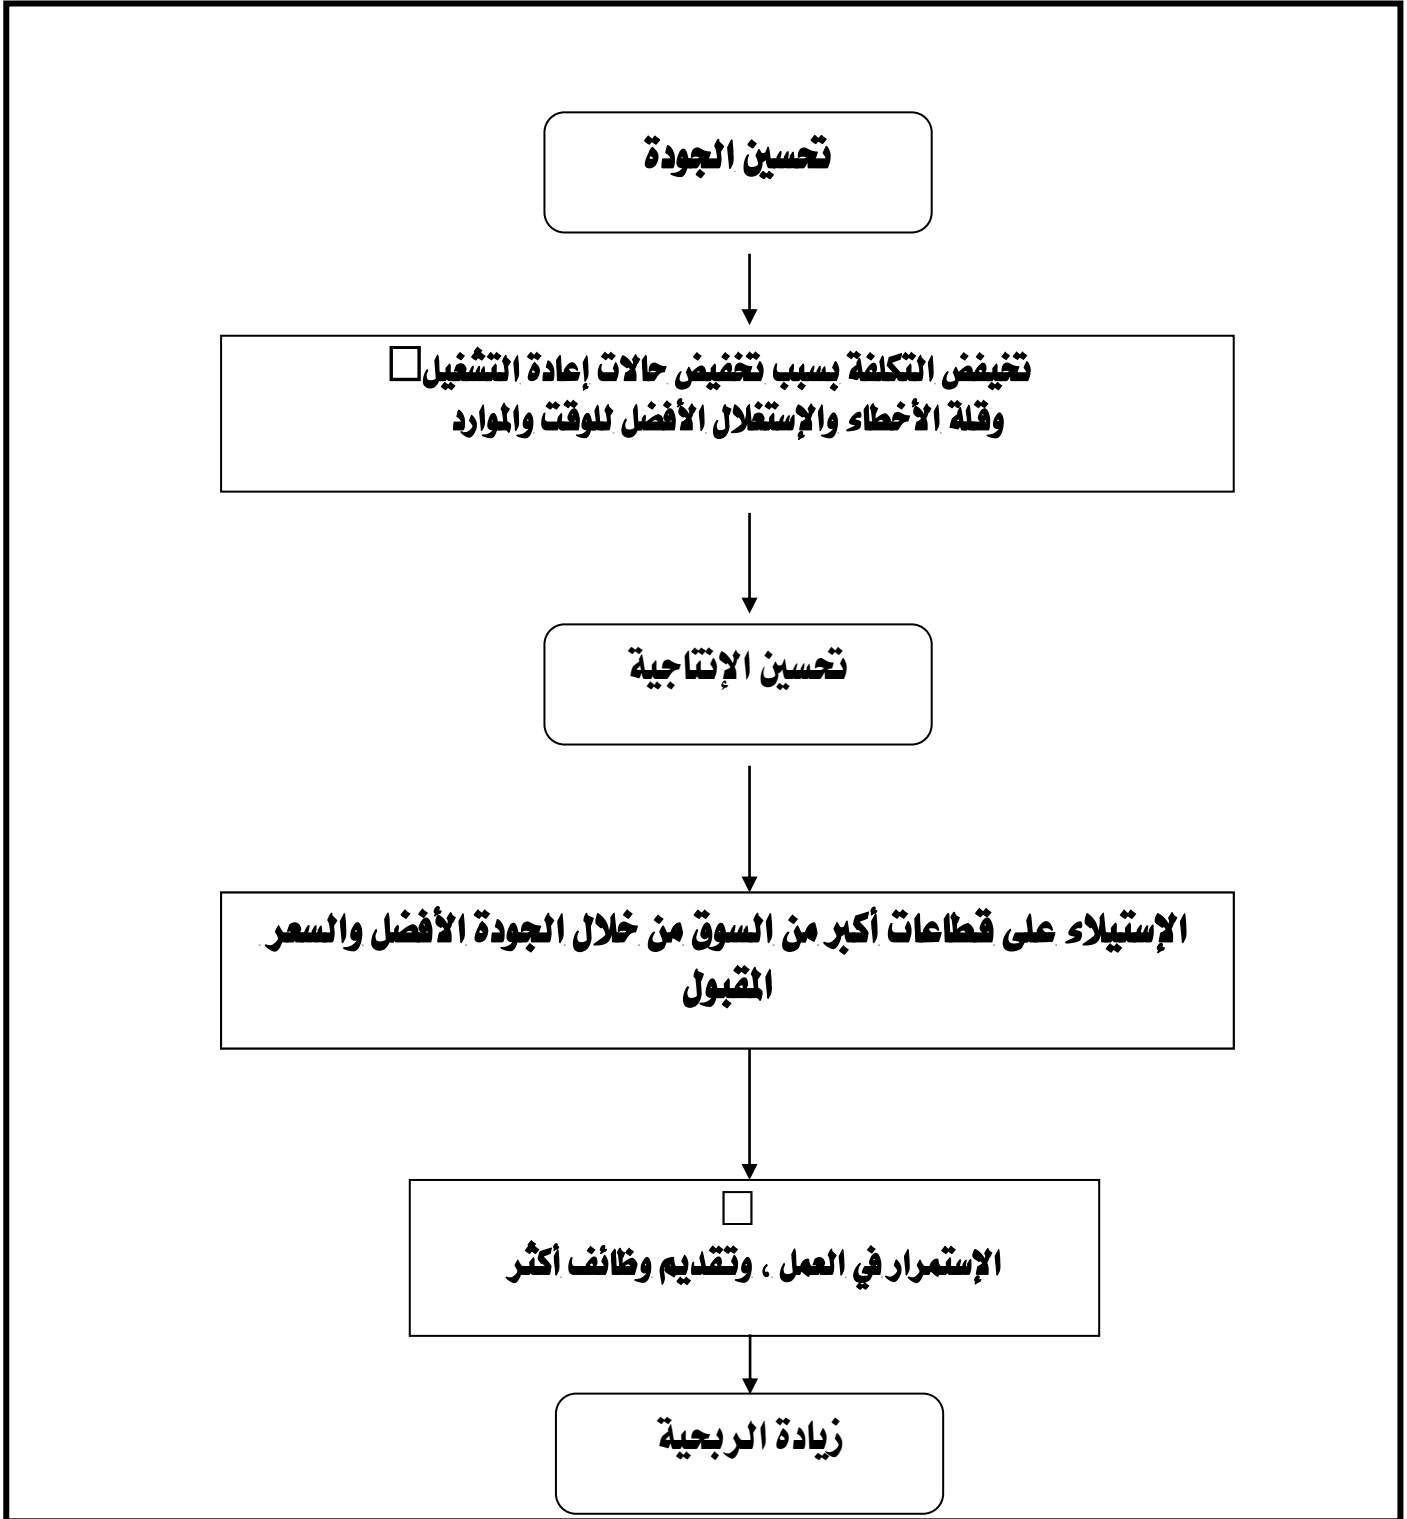 تحسين الجودة
تخيفض التكلفة بسبب تخفيض حالات إعادة التشغيل
وقلة الأخطاء والإستغلال الأفضل للوقت والموارد
تحسين الإنتاجية
الإستيلاء على قطاعات أكبر من السوق من خلال الجودة الأفضل والسعر
المقبول
الإستمرار في العمل ، وتقديم وظائف أكثر
زيادة الربحية